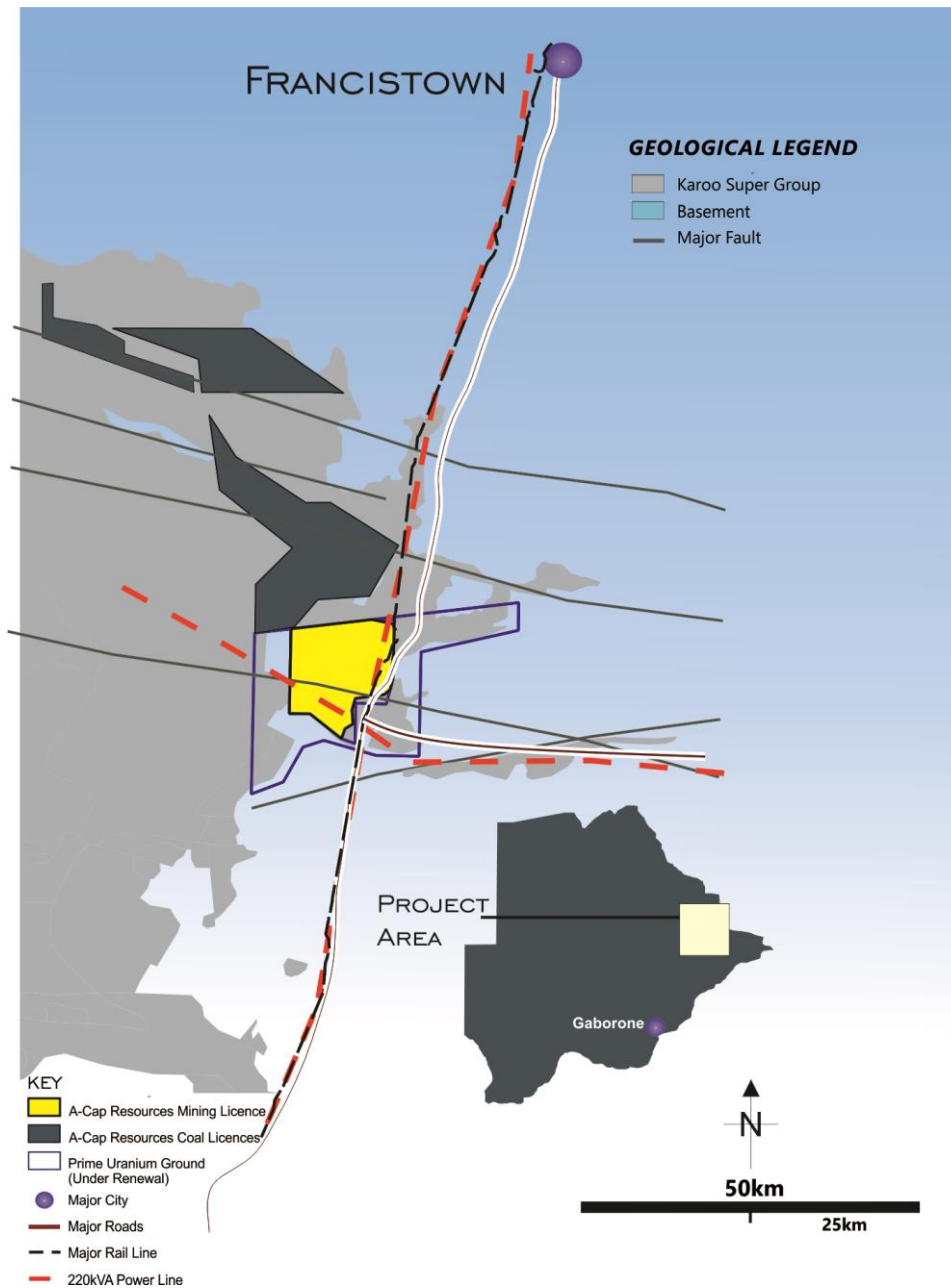 FRANCISTOWN
GEOLOGICAL LEGEND
Karoo Super Group
Basement
Major Fault
PROJECT
AREA
Gaborone
KEY
A-Cap Resources Mining Licence
A-Cap Resources Coal Licences
Prime Uranium Ground
(Under Renewal)
Major City
Major Roads
Major Rail Line
220kVA Power Line
N
50km
25km